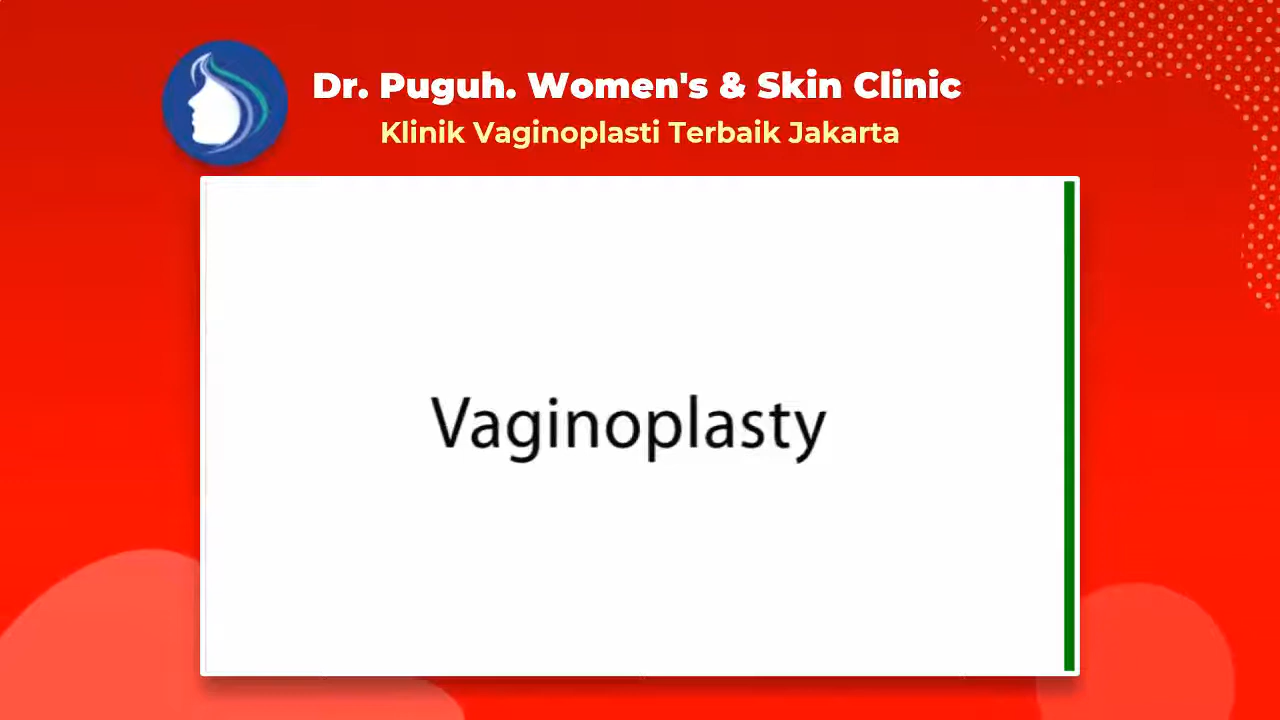 Dr. Puguh. Women's & Skin Clinic
Klinik Vaginoplasti Terbaik Jakarta
Vaginoplasty